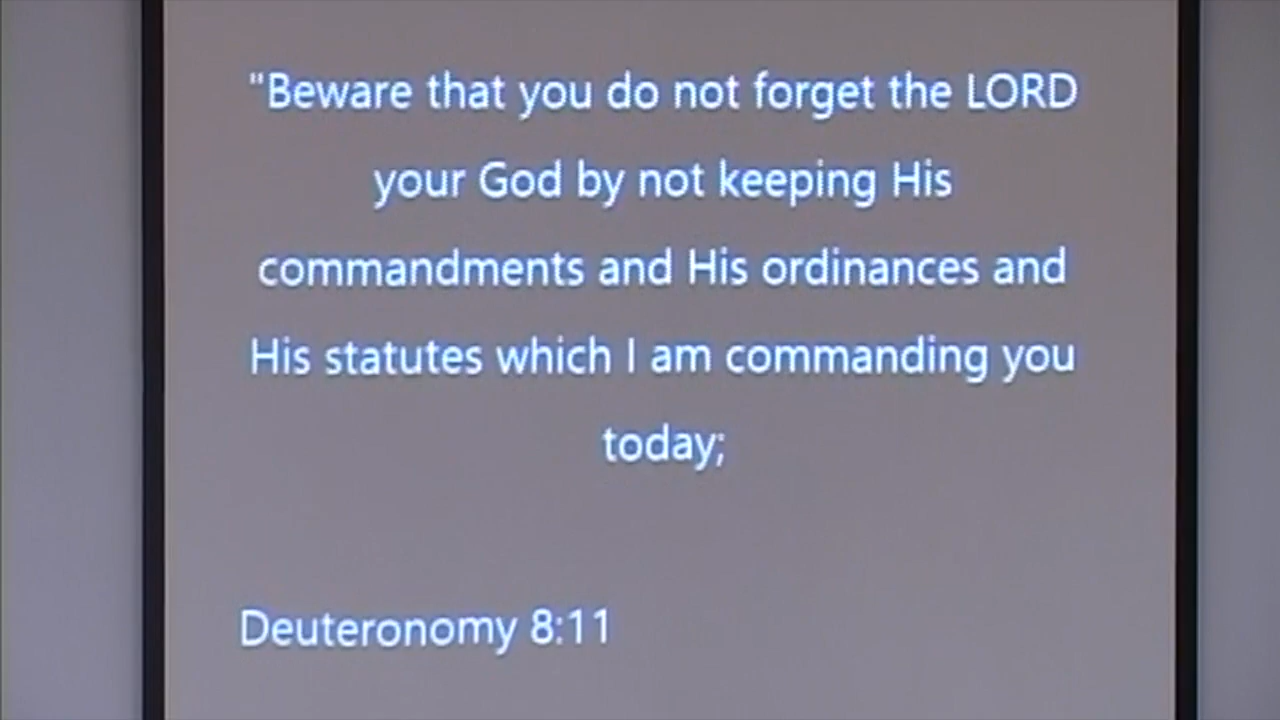 "Beware that you do not forget the LORD
your God by not keeping His
commandments and His ordinances and
His statutes which I am commanding you
today;
Deuteronomy 8:11